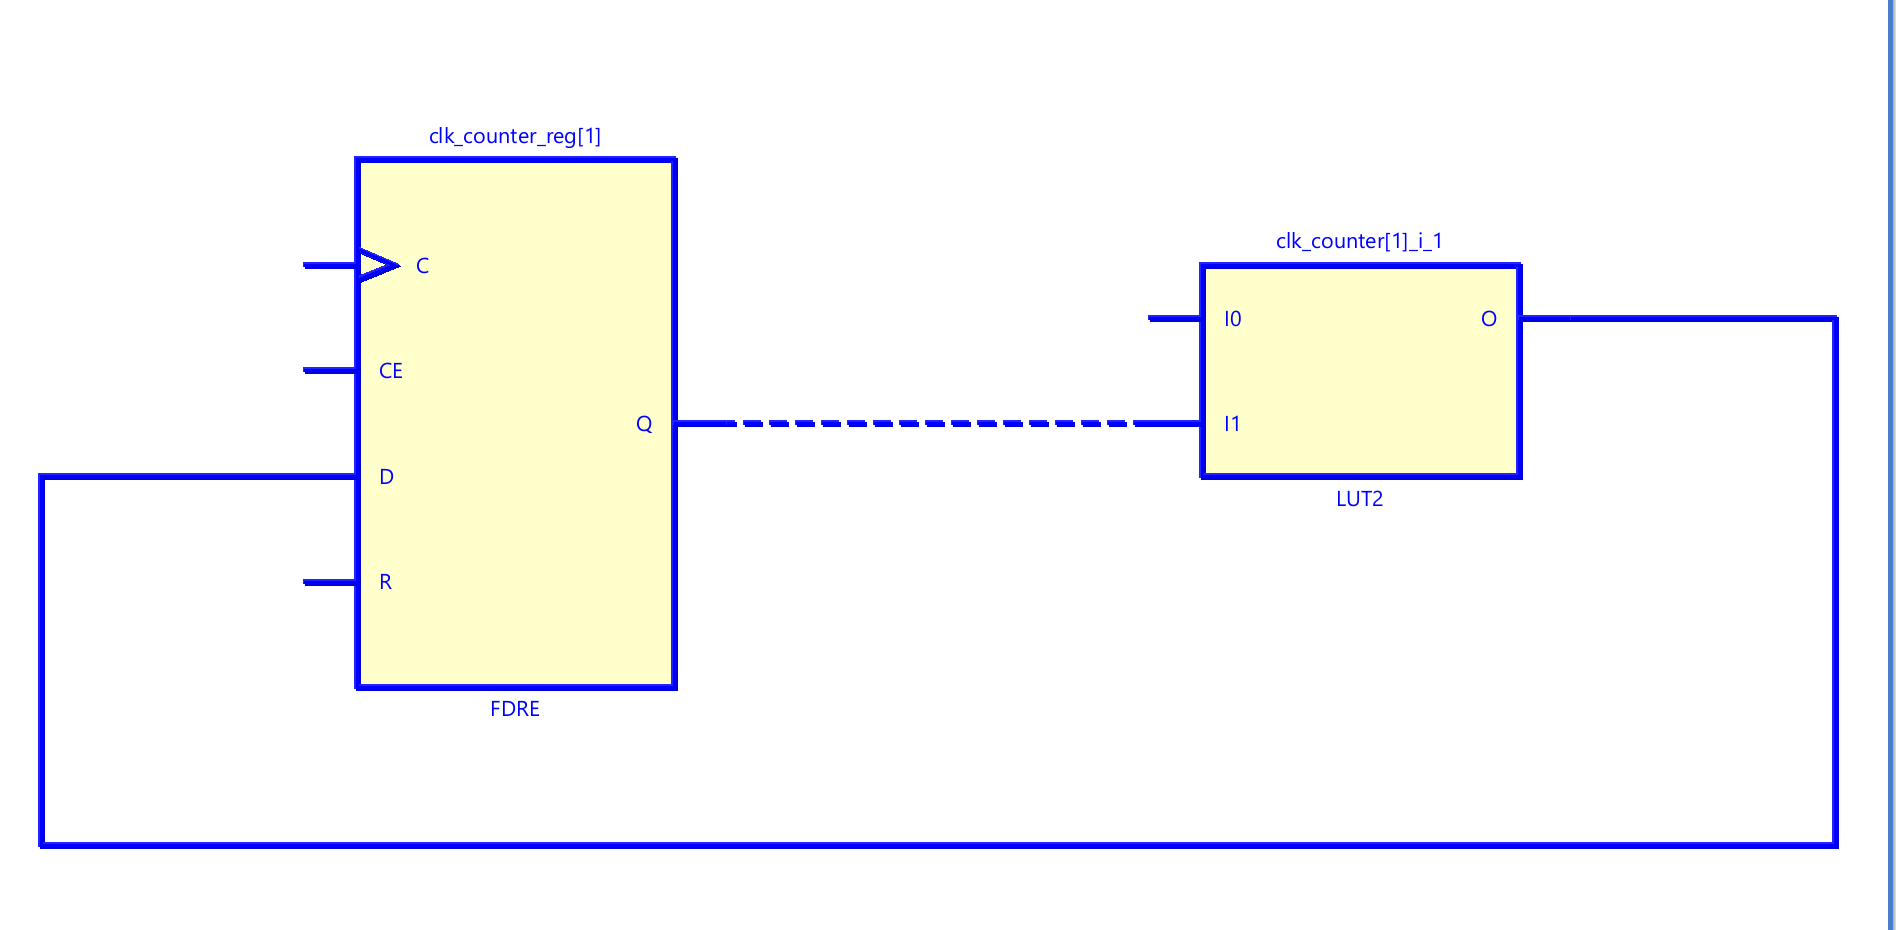 clk_counter_reg[1]
C
CE
D
R
Q
FDRE
clk_counter[1]_i_1
I0
I1
O
LUT2